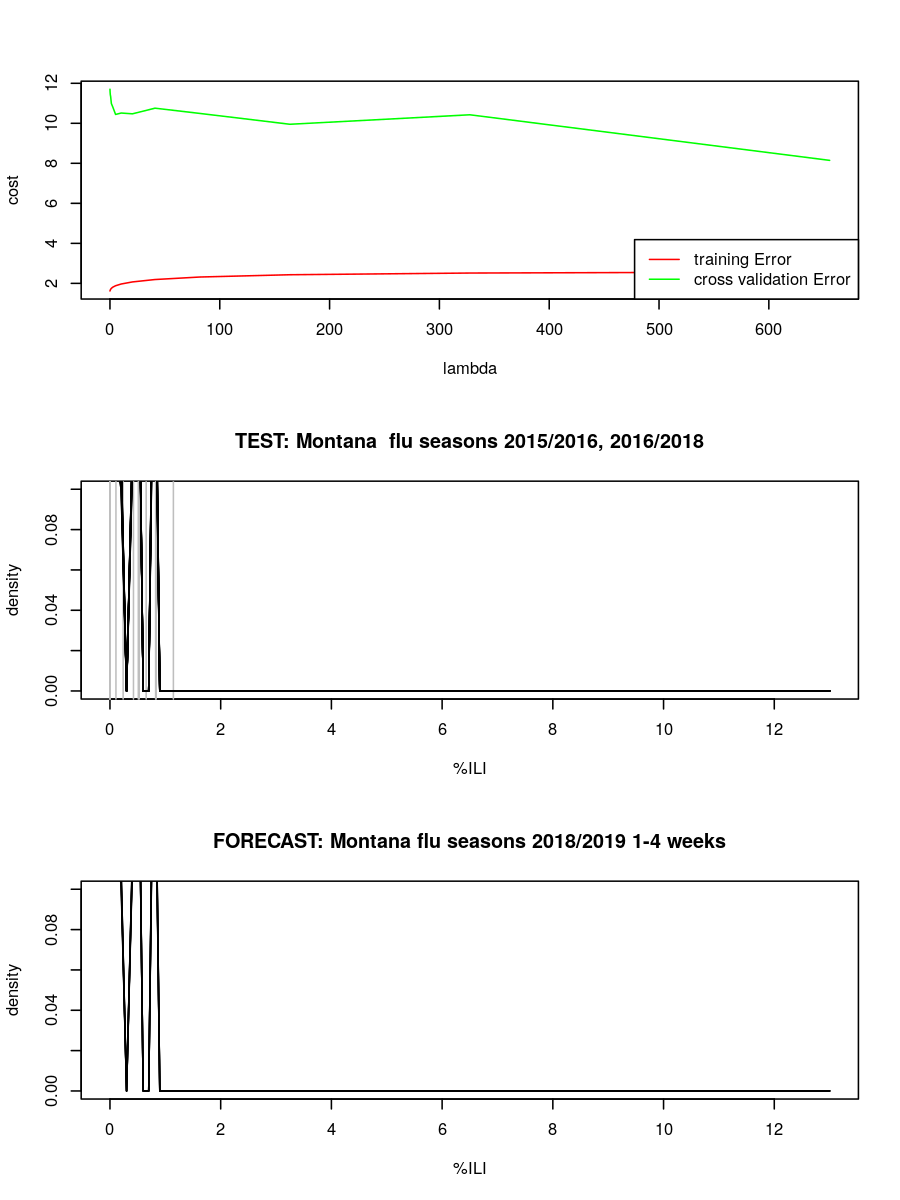 12
10
8
6
4
2
cost
training Error
cross validation Error
0 100 200 300 400 500 600
lambda
TEST: Montana  flu seasons 2015/2016, 2016/2018
0.08
0.04
0.00
density
0 2 4 6 8 10 12
%ILI
FORECAST: Montana flu seasons 2018/2019 1-4 weeks
0.08
0.04
0.00
density
0 2 4 6 8 10 12
%ILI